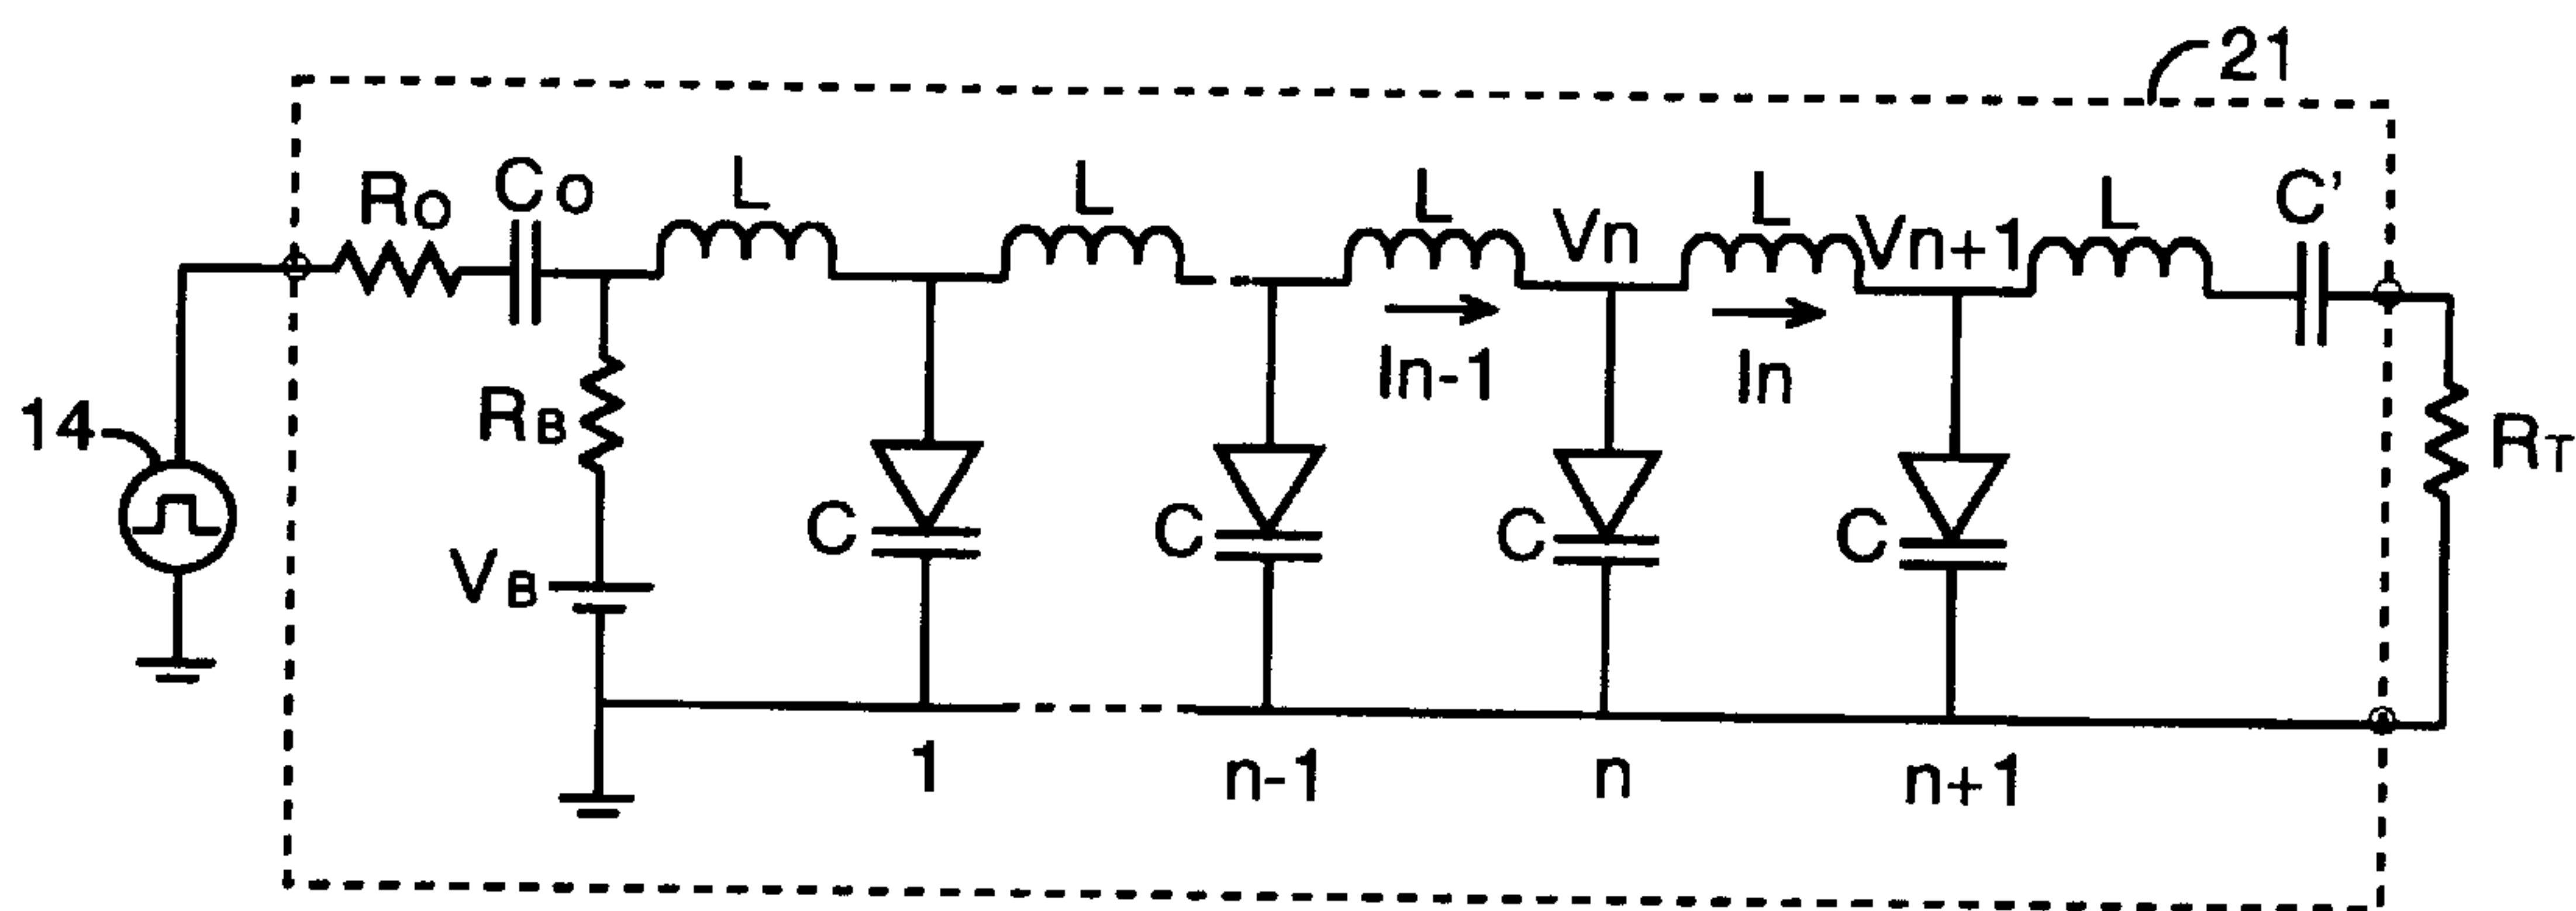 21
Ro Co L L L Vn L Vn+1 L C'
In-1 In
14 RB RT
C C C C
VB
1 n-1 n n+1